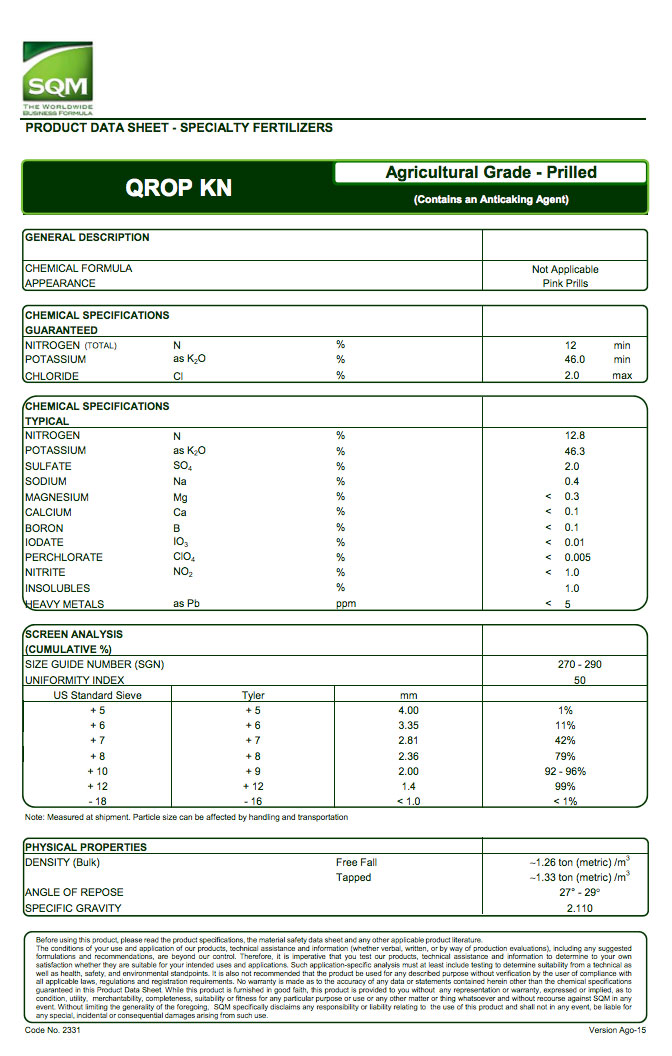 SQM
THE WORLDWIDE
BUSINESS FORMULA
PRODUCT DATA SHEET - SPECIALTY FERTILIZERS
QROP KN
Agricultural Grade - Prilled
(Contains an Anticaking Agent)
GENERAL DESCRIPTION
CHEMICAL FORMULA Not Applicable
APPEARANCE Pink Prills
CHEMICAL SPECIFICATIONS
GUARANTEED
NITROGEN (TOTAL) N % 12 min
POTASSIUM as K₂O % 46.0 min
CHLORIDE Cl % 2.0 max
CHEMICAL SPECIFICATIONS
TYPICAL
NITROGEN N % 12.8
POTASSIUM as K₂O % 46.3
SULFATE SO₄ % 2.0
SODIUM Na % 0.4
MAGNESIUM Mg % < 0.3
CALCIUM Ca % < 0.1
BORON B % < 0.1
IODATE IO₃ % < 0.01
PERCHLORATE ClO₄ % < 0.005
NITRITE NO₂ % < 1.0
INSOLUBLES % 1.0
HEAVY METALS as Pb ppm < 5
SCREEN ANALYSIS
(CUMULATIVE %)
SIZE GUIDE NUMBER (SGN) 270 - 290
UNIFORMITY INDEX 50
US Standard Sieve Tyler mm
+ 5 + 5 4.00 1%
+ 6 + 6 3.35 11%
+ 7 + 7 2.81 42%
+ 8 + 8 2.36 79%
+ 10 + 9 2.00 92 - 96%
+ 12 + 12 1.4 99%
- 18 - 16 < 1.0 < 1%
Note: Measured at shipment. Particle size can be affected by handling and transportation
PHYSICAL PROPERTIES
DENSITY (Bulk) Free Fall ~1.26 ton (metric) /m³
Tapped ~1.33 ton (metric) /m³
ANGLE OF REPOSE 27° - 29°
SPECIFIC GRAVITY 2.110
Before using this product, please read the product specifications, the material safety data sheet and any other applicable product literature.
The conditions of your use and application of our products, technical assistance and information (whether verbal, written, or by way of production evaluations), including any suggested
formulations and recommendations, are beyond our control. Therefore, it is imperative that you test our products, technical assistance and information to determine to your own
satisfaction whether they are suitable for your intended uses and applications. Such application-specific analysis must at least include testing to determine suitability from a technical as
well as health, safety, and environmental standpoints. It is also not recommended that the product be used for any described purpose without verification by the user of compliance with
all applicable laws, regulations and registration requirements. No warranty is made as to the accuracy of any data or statements contained herein other than the chemical specifications
guaranteed in this Product Data Sheet. While this product is furnished in good faith, this product is provided to you without any representation or warranty, expressed or implied, as to
condition, utility, merchantability, completeness, suitability or fitness for any particular purpose or use or any other matter or thing whatsoever and without recourse against SQM in any
event. Without limiting the generality of the foregoing, SQM specifically disclaims any responsibility or liability relating to the use of this product and shall not in any event, be liable for
any special, incidental or consequential damages arising from such use.
Code No. 2331 Version Ago-15